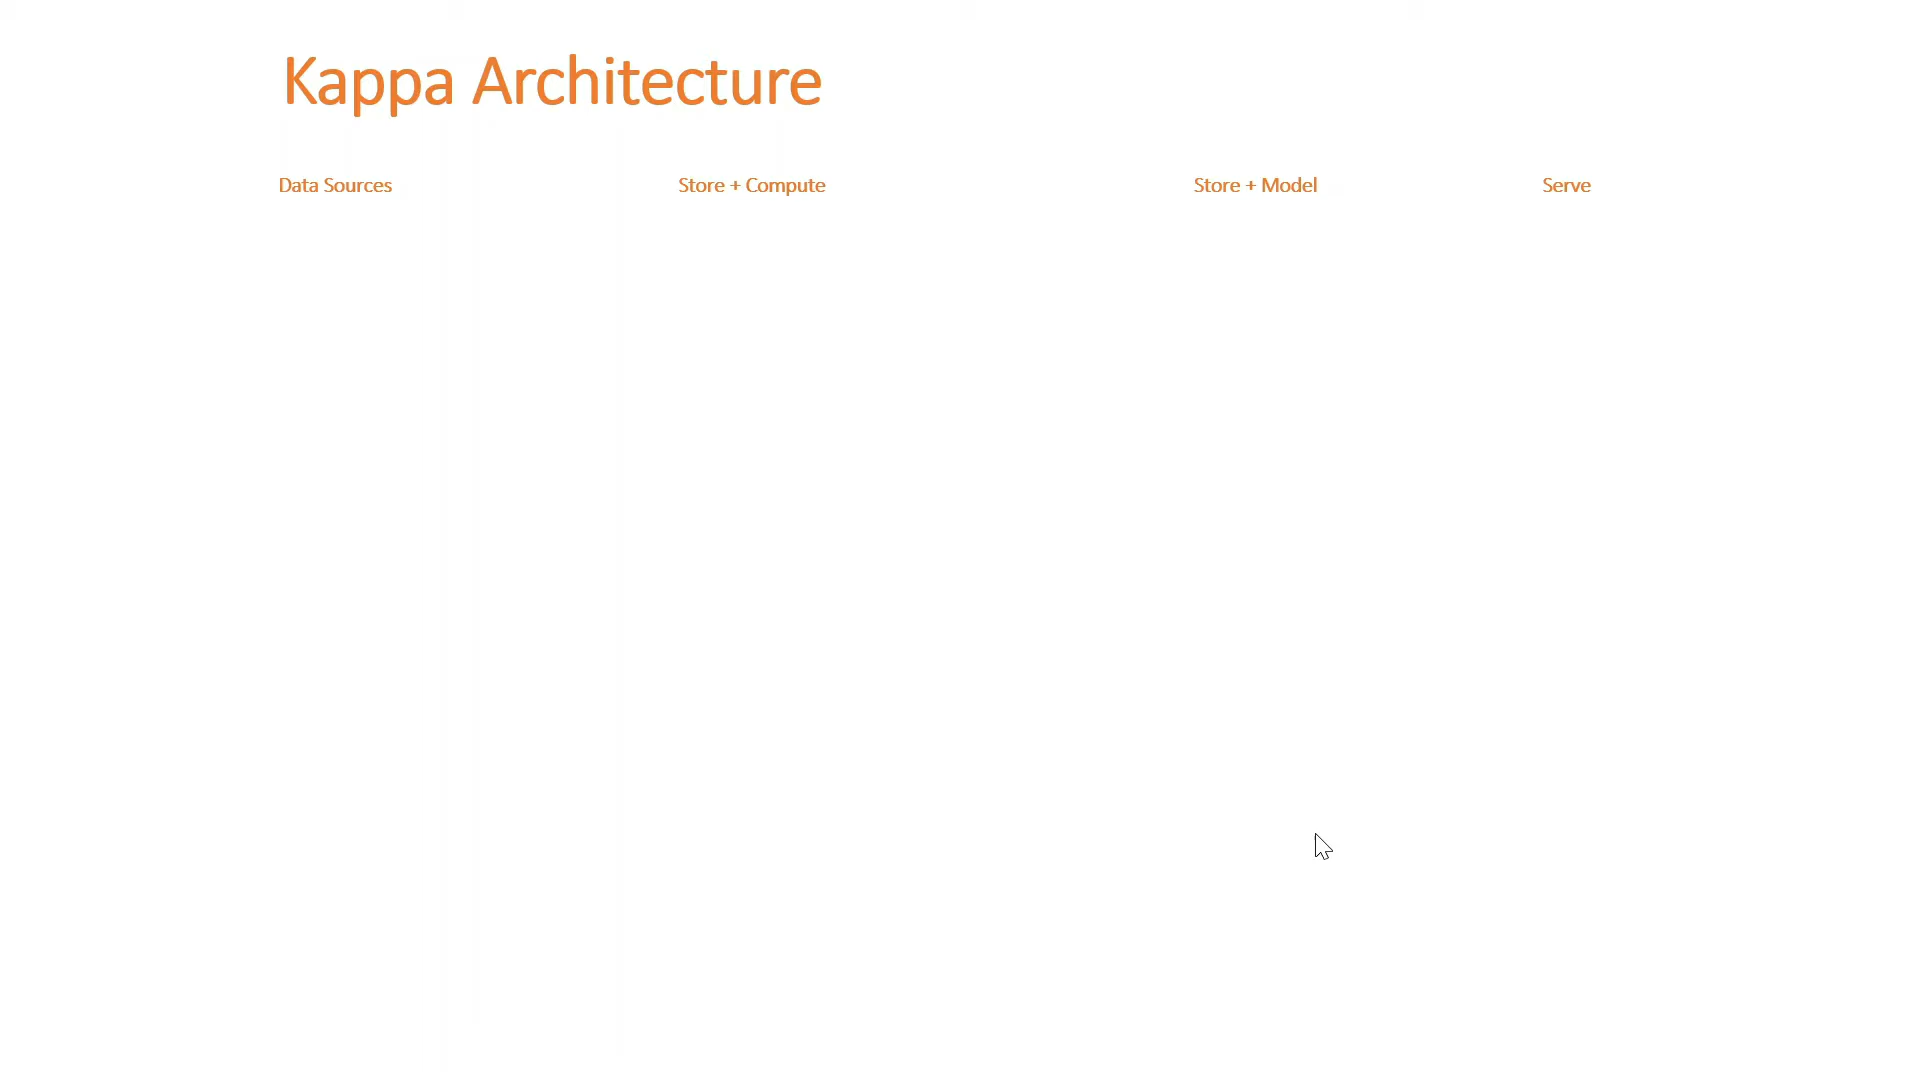 Kappa Architecture
Data Sources
Store + Compute
Store + Model
Serve